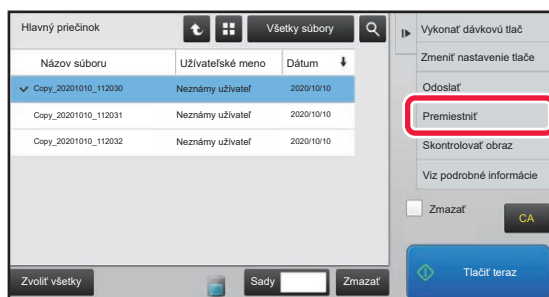 Hlavný priečinok
Všetky súbory
Názov súboru Užívateľské meno Dátum
Copy_20201010_112030 Neznámy užívateľ 2020/10/10
Copy_20201010_112031 Neznámy užívateľ 2020/10/10
Copy_20201010_112032 Neznámy užívateľ 2020/10/10
Zvoliť všetky Sady Zmazať
Vykonať dávkovú tlač
Zmeniť nastavenie tlače
Odoslať
Premiestniť
Skontrolovať obraz
Viz podrobné informácie
Zmazať
CA
Tlačiť teraz